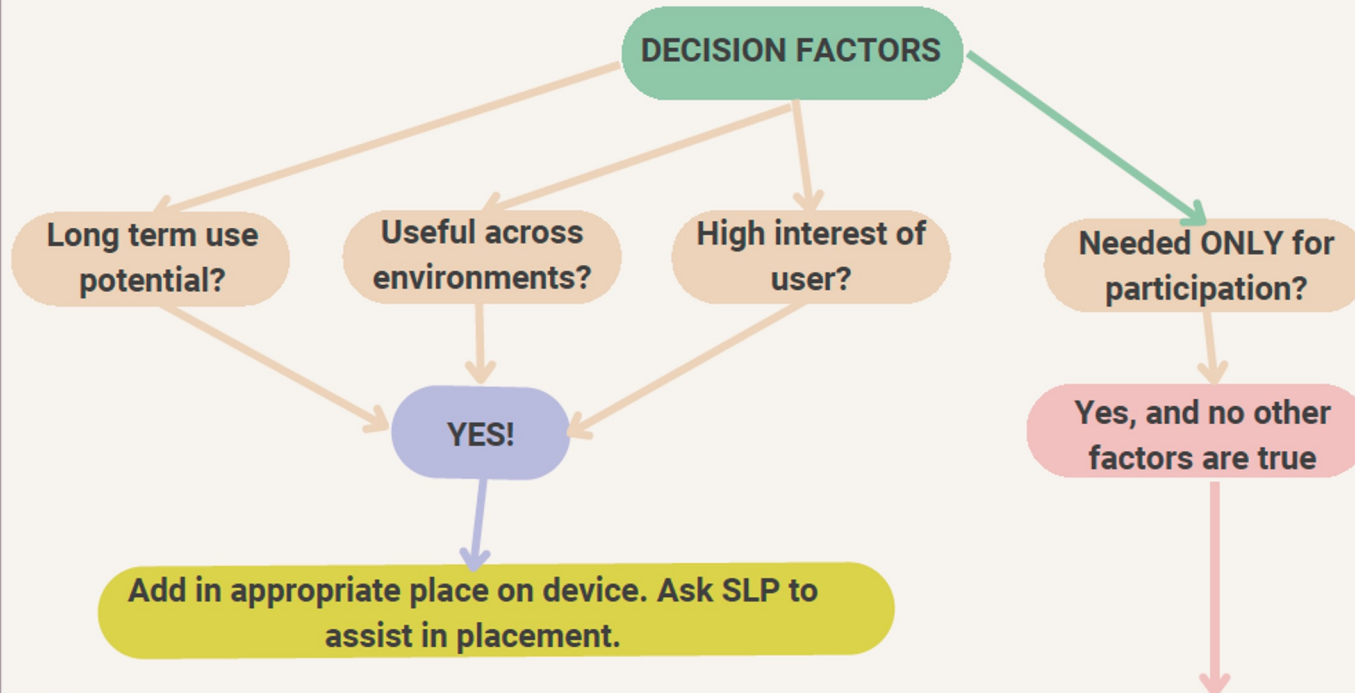 DECISION FACTORS
Long term use
potential?
Useful across
environments?
High interest of
user?
Needed ONLY for
participation?
YES!
Yes, and no other
factors are true
Add in appropriate place on device. Ask SLP to
assist in placement.